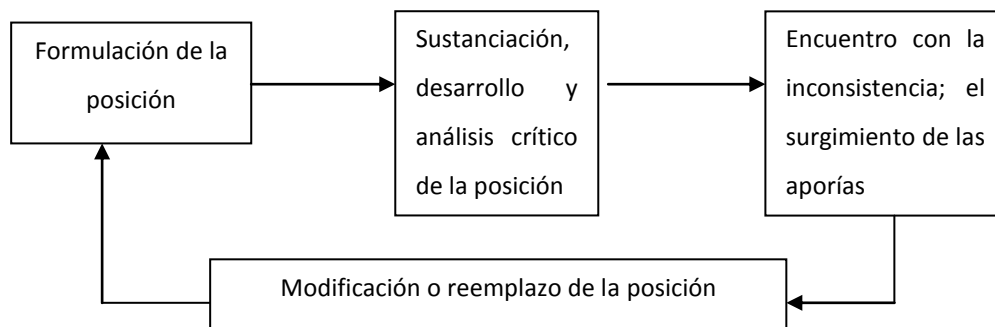 Formulación de la
posición
Sustanciación,
desarrollo y
análisis crítico
de la posición
Encuentro con la
inconsistencia; el
surgimiento de las
aporías
Modificación o reemplazo de la posición